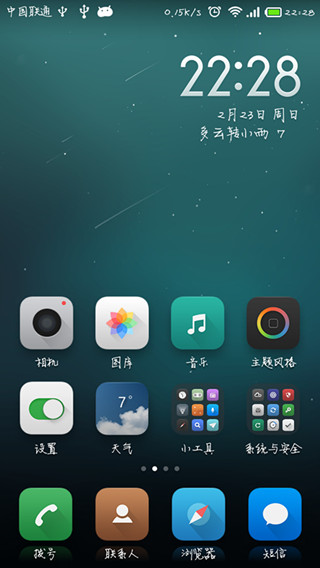 中国联通 0.15K/s 22:28
22:28
2月23日 周日
多云转小雨 7
相机 图库 音乐 主题风格
7°
设置 天气 小工具 系统与安全
拨号 联系人 浏览器 短信